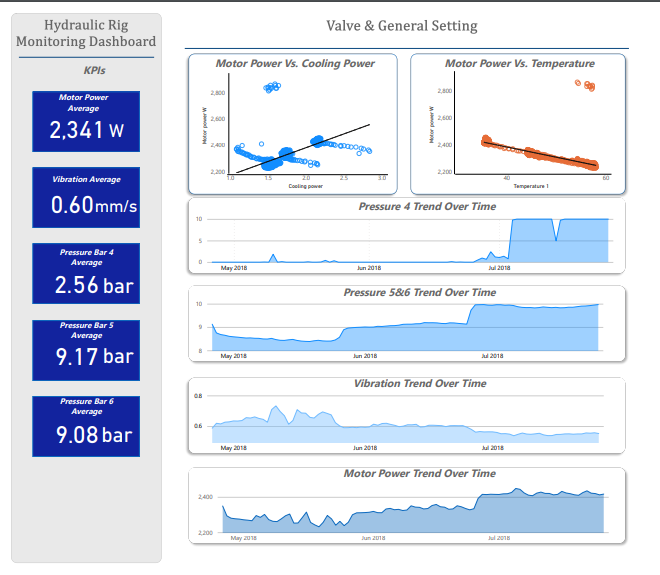 Hydraulic Rig
Monitoring Dashboard
KPIs
Motor Power
Average
2,341 W
Vibration Average
0.60mm/s
Pressure Bar 4
Average
2.56 bar
Pressure Bar 5
Average
9.17 bar
Pressure Bar 6
Average
9.08 bar
Valve & General Setting
Motor Power Vs. Cooling Power
Motor power W
2,800
2,600
2,400
2,200
1.0 1.5 2.0 2.5 3.0
Cooling power
Motor Power Vs. Temperature
Motor power W
2,800
2,600
2,400
2,200
40 60
Temperature 1
Pressure 4 Trend Over Time
10
5
0
May 2018 Jun 2018 Jul 2018
Pressure 5&6 Trend Over Time
10
9
8
May 2018 Jun 2018 Jul 2018
Vibration Trend Over Time
0.8
0.6
May 2018 Jun 2018 Jul 2018
Motor Power Trend Over Time
2,400
2,200
May 2018 Jun 2018 Jul 2018